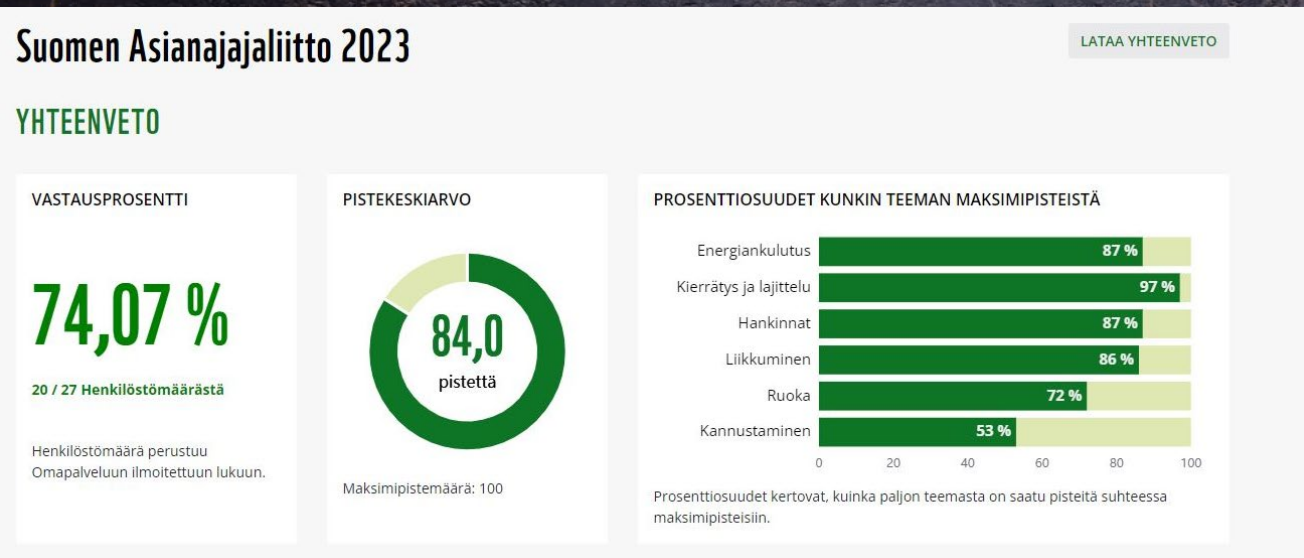 Suomen Asianajajaliitto 2023
LATAA YHTEENVETO
YHTEENVETO
VASTAUSPROSENTTI
74,07 %
20 / 27 Henkilöstömäärästä
Henkilöstömäärä perustuu
Omapalveluun ilmoitettuun lukuun.
PISTEKESKIARVO
84,0
pistettä
Maksimipistemäärä: 100
PROSENTTIOSUUDET KUNKIN TEEMAN MAKSIMIPISTEISTÄ
Energiankulutus 87 %
Kierrätys ja lajittelu 97 %
Hankinnat 87 %
Liikkuminen 86 %
Ruoka 72 %
Kannustaminen 53 %
0 20 40 60 80 100
Prosenttiosuudet kertovat, kuinka paljon teemasta on saatu pisteitä suhteessa
maksimipisteisiin.